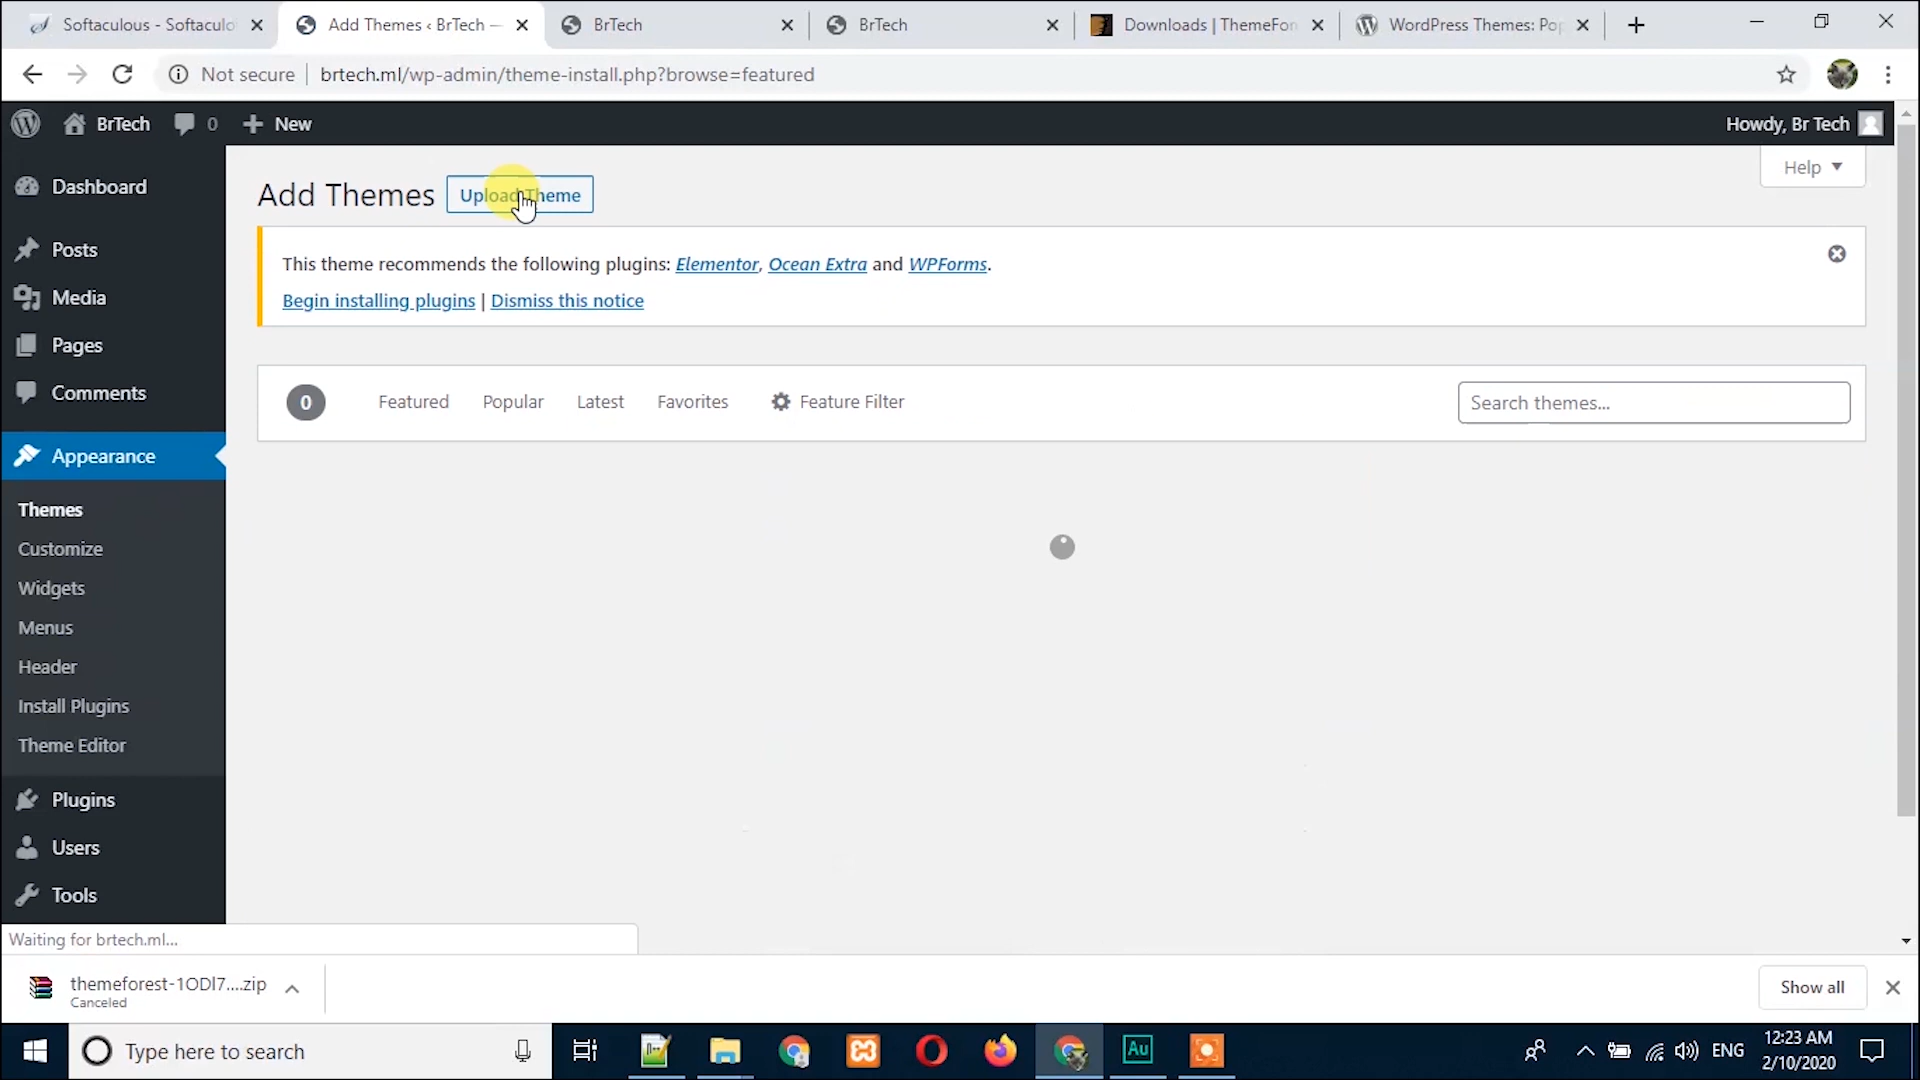 Softaculous - Softaculo
Add Themes ‹ BrTech —
BrTech
BrTech
Downloads | ThemeFor
WordPress Themes: Pop
Not secure
brtech.ml/wp-admin/theme-install.php?browse=featured
BrTech
0
New
Howdy, Br Tech
Dashboard
Posts
Media
Pages
Comments
Appearance
Themes
Customize
Widgets
Menus
Header
Install Plugins
Theme Editor
Plugins
Users
Tools
Help
Add Themes
Upload Theme
This theme recommends the following plugins: Elementor, Ocean Extra and WPForms.
Begin installing plugins | Dismiss this notice
0
Featured
Popular
Latest
Favorites
Feature Filter
Search themes...
Waiting for brtech.ml...
themeforest-1ODl7....zip
Canceled
Show all
Type here to search
Au
ENG
12:23 AM
2/10/2020